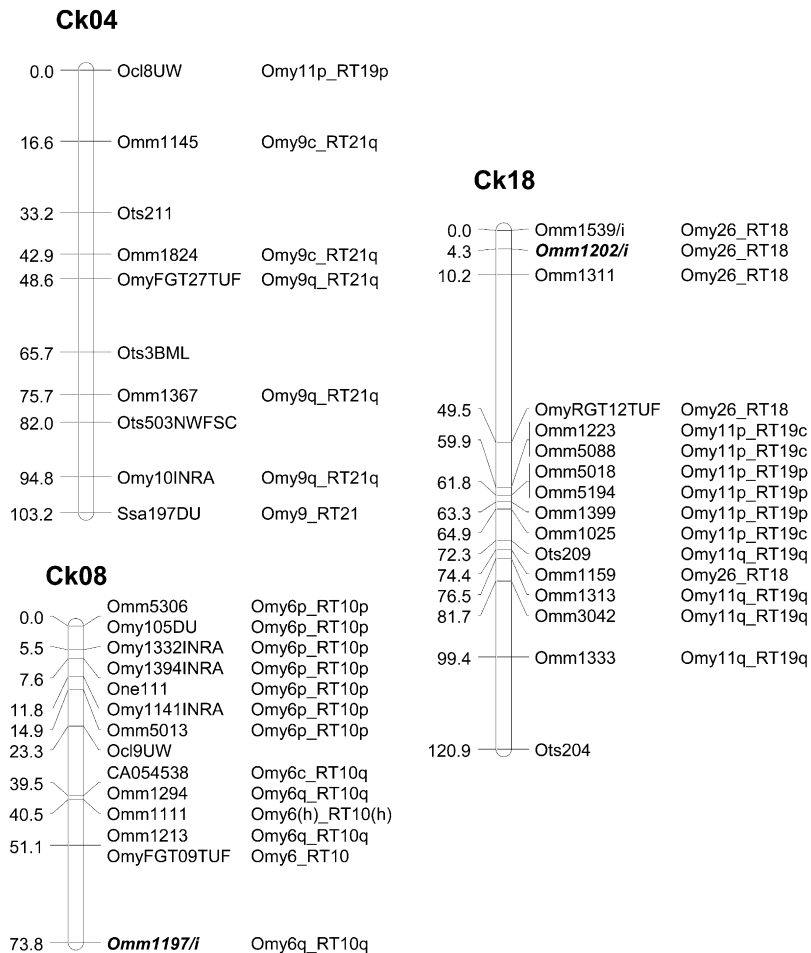 Ck04
0.0 Ocl8UW Omy11p_RT19p
16.6 Omm1145 Omy9c_RT21q
33.2 Ots211
42.9 Omm1824 Omy9c_RT21q
48.6 OmyFGT27TUF Omy9q_RT21q
65.7 Ots3BML
75.7 Omm1367 Omy9q_RT21q
82.0 Ots503NWFSC
94.8 Omy10INRA Omy9q_RT21q
103.2 Ssa197DU Omy9_RT21
Ck08
0.0 Omm5306 Omy6p_RT10p
Omy105DU Omy6p_RT10p
5.5 Omy1332INRA Omy6p_RT10p
Omy1394INRA Omy6p_RT10p
7.6 One111 Omy6p_RT10p
11.8 Omy1141INRA Omy6p_RT10p
14.9 Omm5013 Omy6p_RT10p
23.3 Ocl9UW
CA054538 Omy6c_RT10q
39.5 Omm1294 Omy6q_RT10q
40.5 Omm1111 Omy6(h)_RT10(h)
Omm1213 Omy6q_RT10q
51.1 OmyFGT09TUF Omy6_RT10
73.8 Omm1197/i Omy6q_RT10q
Ck18
0.0 Omm1539/i Omy26_RT18
4.3 Omm1202/i Omy26_RT18
10.2 Omm1311 Omy26_RT18
49.5 OmyRGT12TUF Omy26_RT18
Omm1223 Omy11p_RT19c
59.9 Omm5088 Omy11p_RT19c
Omm5018 Omy11p_RT19p
61.8 Omm5194 Omy11p_RT19p
63.3 Omm1399 Omy11p_RT19p
64.9 Omm1025 Omy11p_RT19c
72.3 Ots209 Omy11q_RT19q
74.4 Omm1159 Omy26_RT18
76.5 Omm1313 Omy11q_RT19q
81.7 Omm3042 Omy11q_RT19q
99.4 Omm1333 Omy11q_RT19q
120.9 Ots204